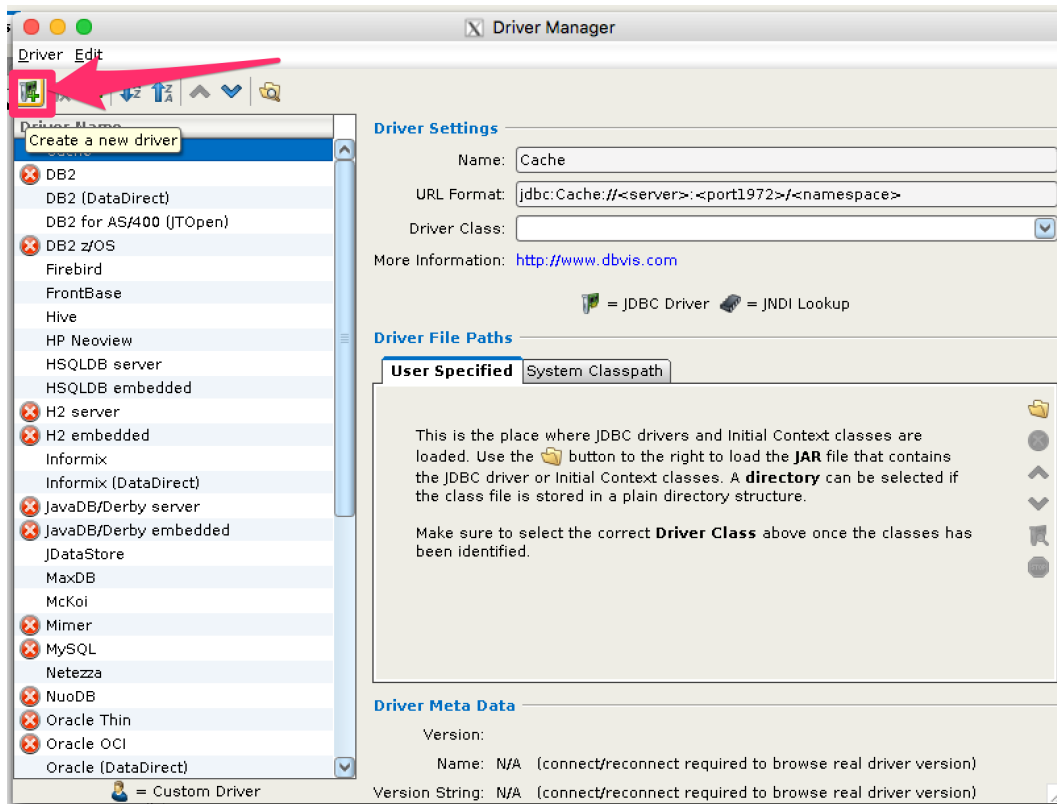 Driver Manager
Driver Edit
Create a new driver
Cache
DB2
DB2 (DataDirect)
DB2 for AS/400 (JTOpen)
DB2 z/OS
Firebird
FrontBase
Hive
HP Neoview
HSQLDB server
HSQLDB embedded
H2 server
H2 embedded
Informix
Informix (DataDirect)
JavaDB/Derby server
JavaDB/Derby embedded
JDataStore
MaxDB
McKoi
Mimer
MySQL
Netezza
NuoDB
Oracle Thin
Oracle OCI
Oracle (DataDirect)
= Custom Driver
Driver Settings
Name: Cache
URL Format: jdbc:Cache://<server>:<port1972>/<namespace>
Driver Class:
More Information: http://www.dbvis.com
= JDBC Driver = JNDI Lookup
Driver File Paths
User Specified System Classpath
This is the place where JDBC drivers and Initial Context classes are
loaded. Use the button to the right to load the JAR file that contains
the JDBC driver or Initial Context classes. A directory can be selected if
the class file is stored in a plain directory structure.
Make sure to select the correct Driver Class above once the classes has
been identified.
Driver Meta Data
Version:
Name: N/A (connect/reconnect required to browse real driver version)
Version String: N/A (connect/reconnect required to browse real driver version)